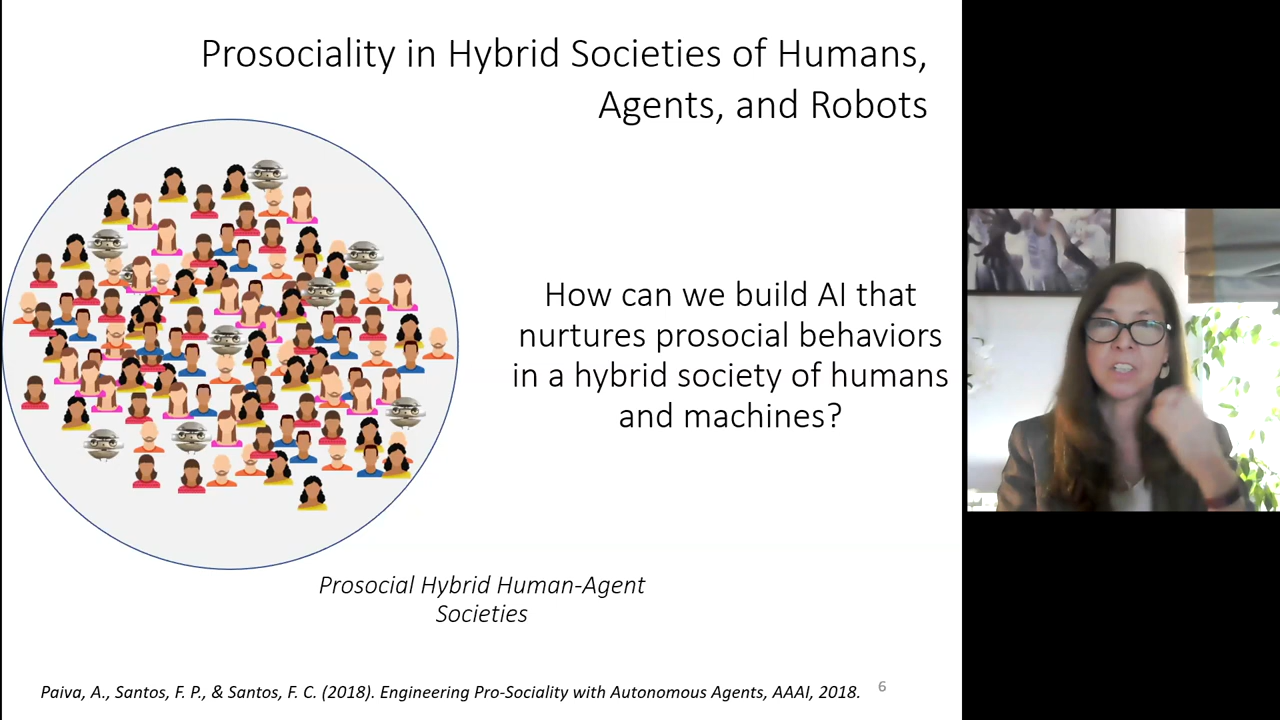 Prosociality in Hybrid Societies of Humans,
Agents, and Robots
How can we build AI that
nurtures prosocial behaviors
in a hybrid society of humans
and machines?
Prosocial Hybrid Human-Agent
Societies
Paiva, A., Santos, F. P., & Santos, F. C. (2018). Engineering Pro-Sociality with Autonomous Agents, AAAI, 2018.
6